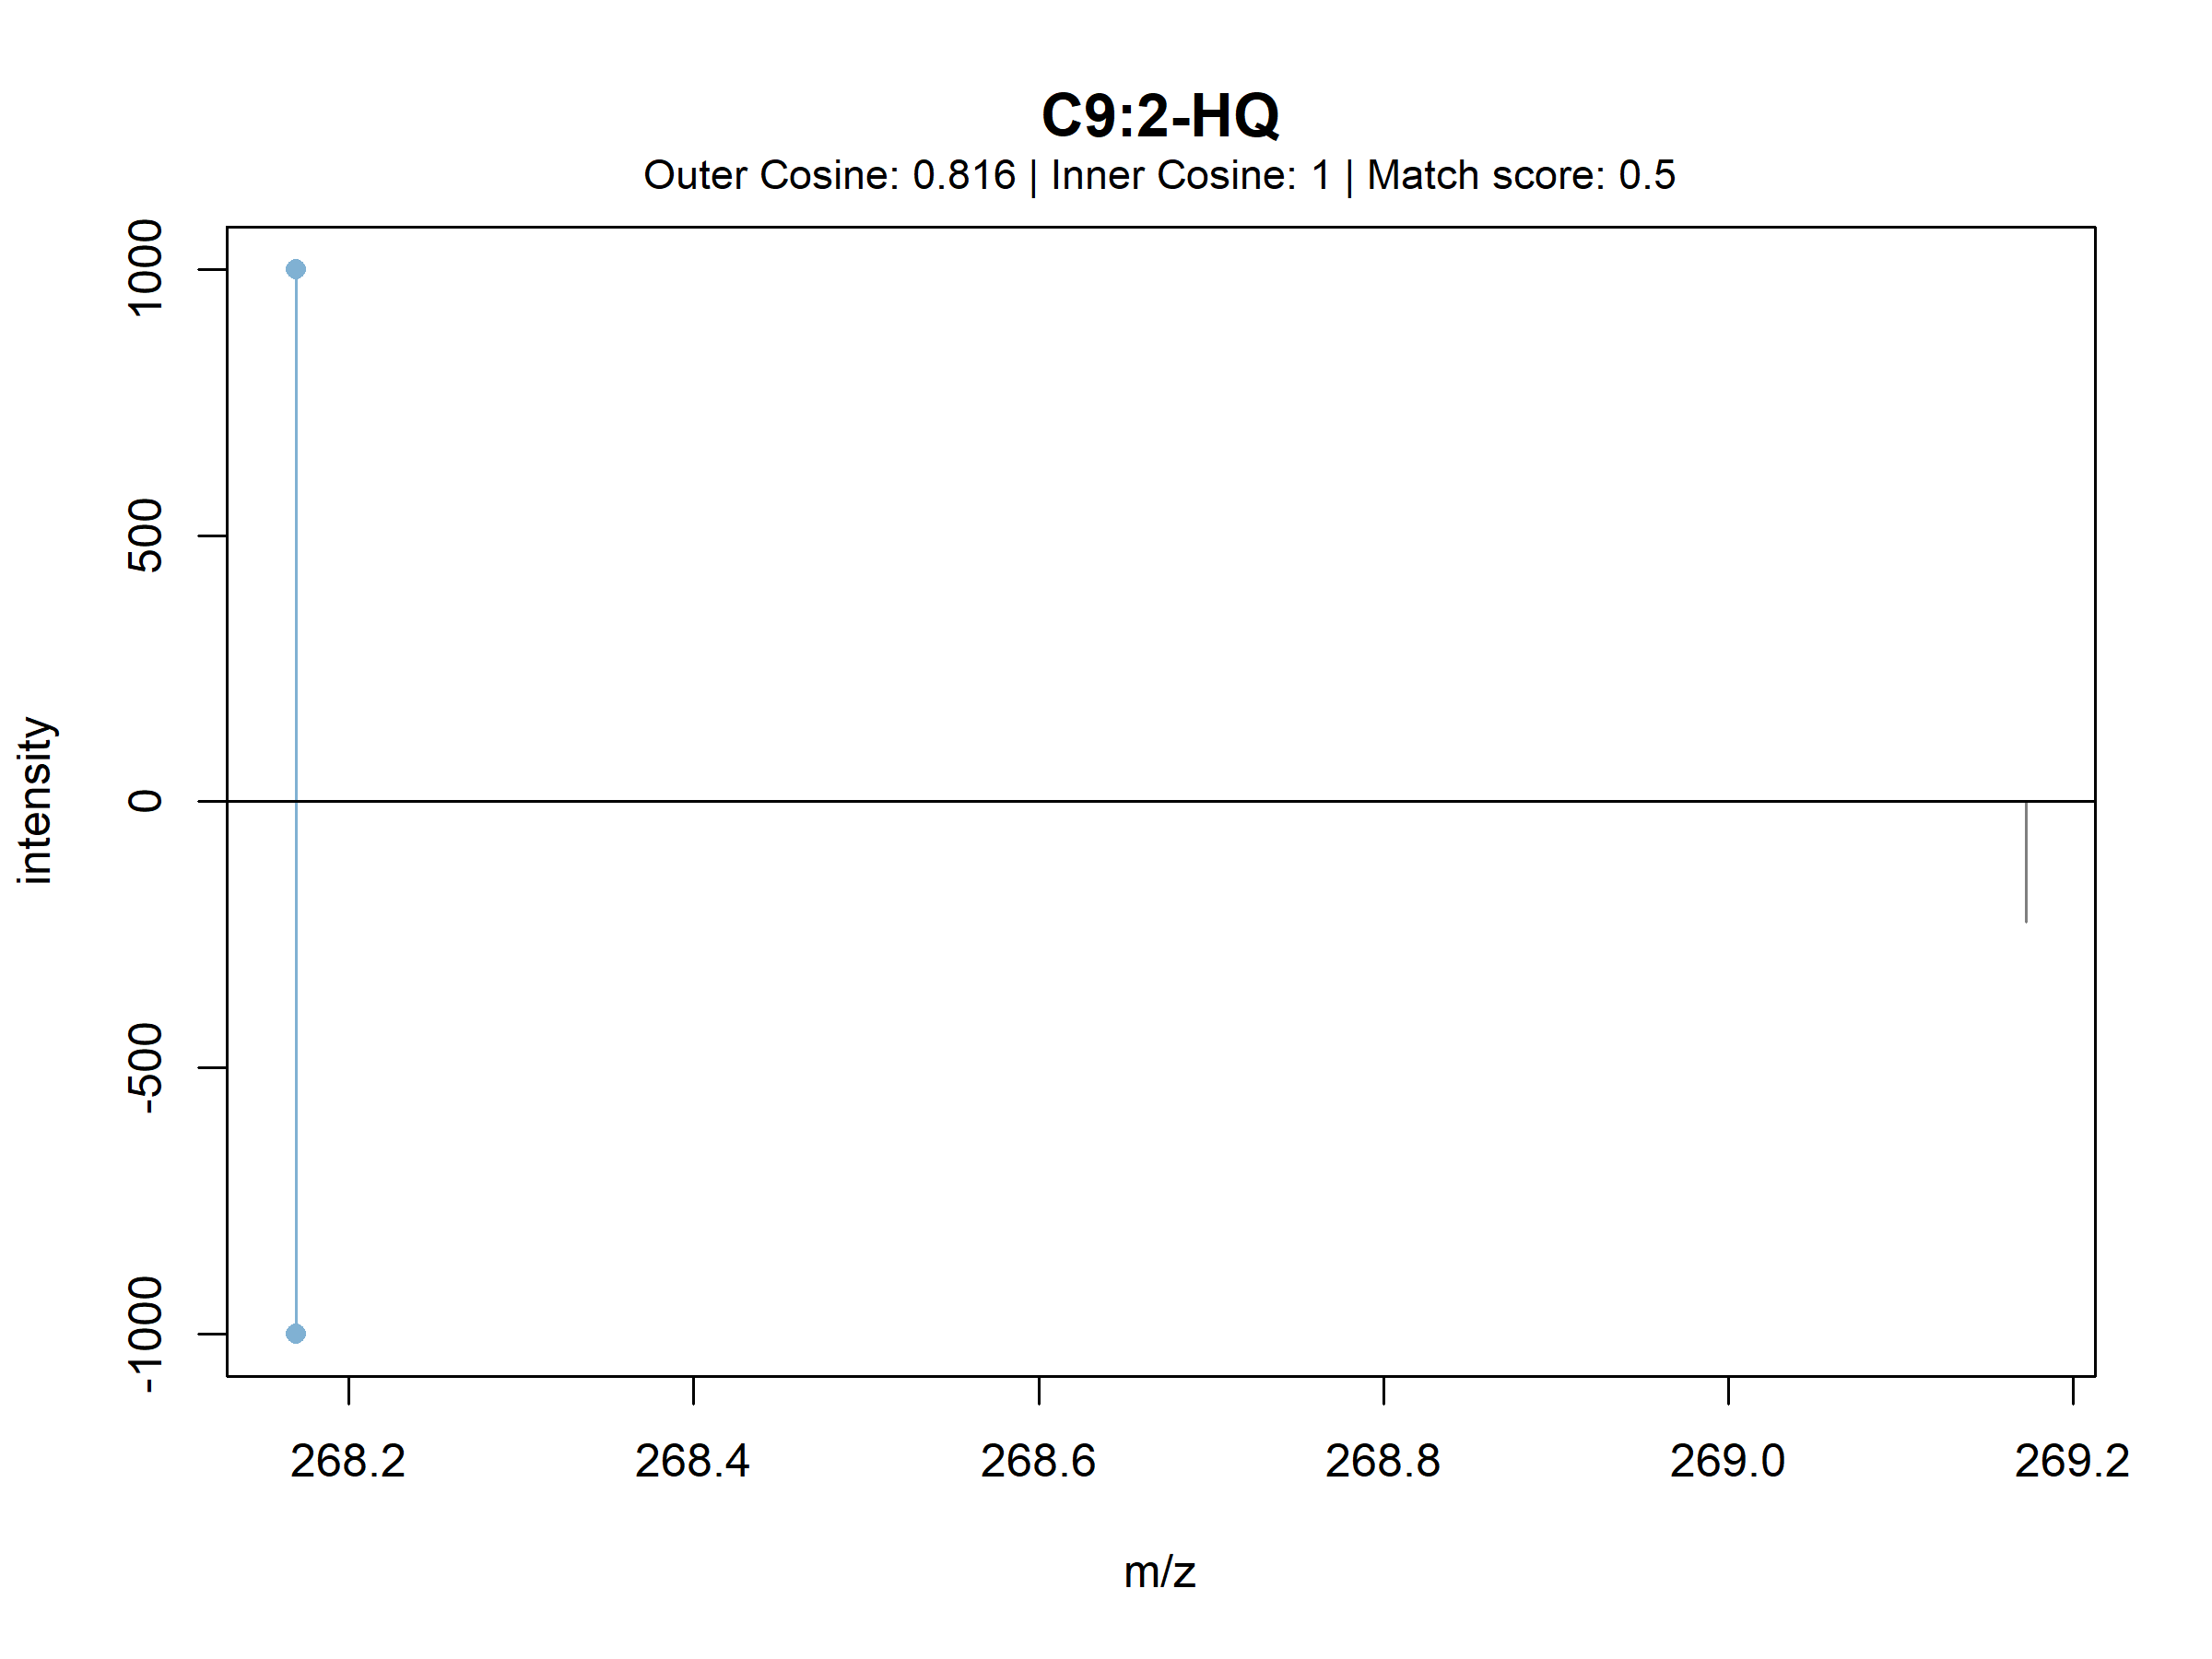 C9:2-HQ
Outer Cosine: 0.816 | Inner Cosine: 1 | Match score: 0.5
1000
500
0
-500
-1000
intensity
268.2 268.4 268.6 268.8 269.0 269.2
m/z